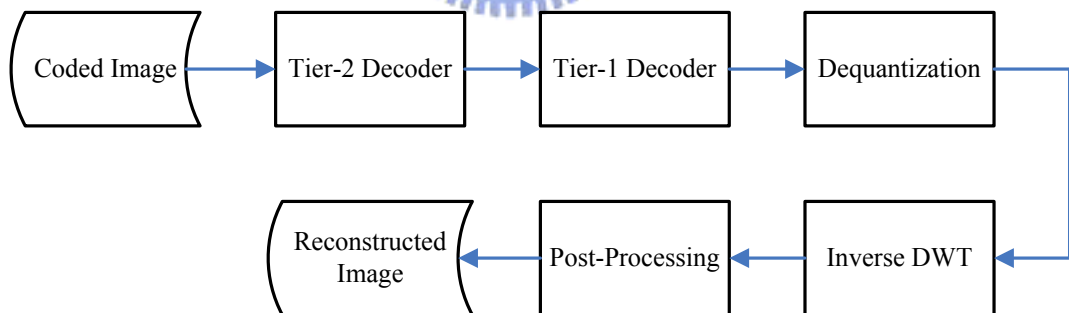 Coded Image
Tier-2 Decoder
Tier-1 Decoder
Dequantization
Inverse DWT
Post-Processing
Reconstructed
Image